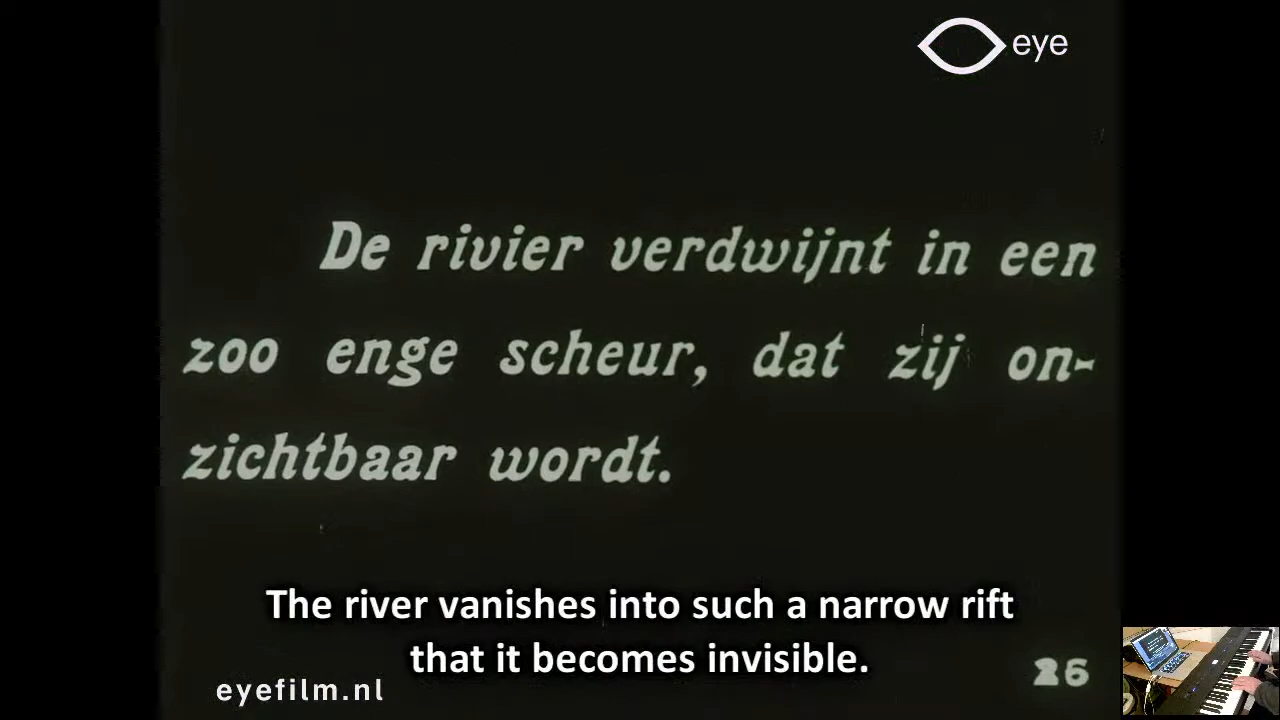 eye
De rivier verdwijnt in een
zoo enge scheur, dat zij on-
zichtbaar wordt.
The river vanishes into such a narrow rift
that it becomes invisible.
eyefilm.nl
26